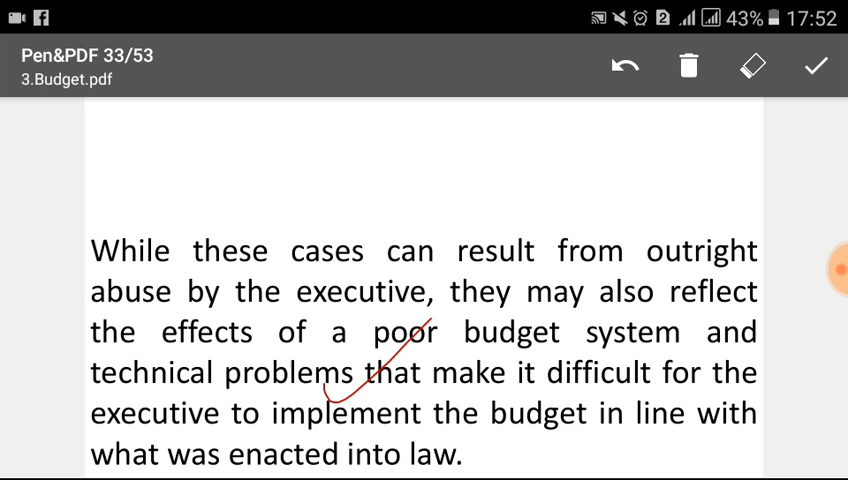 43% 17:52
Pen&PDF 33/53
3.Budget.pdf
While these cases can result from outright
abuse by the executive, they may also reflect
the effects of a poor budget system and
technical problems that make it difficult for the
executive to implement the budget in line with
what was enacted into law.